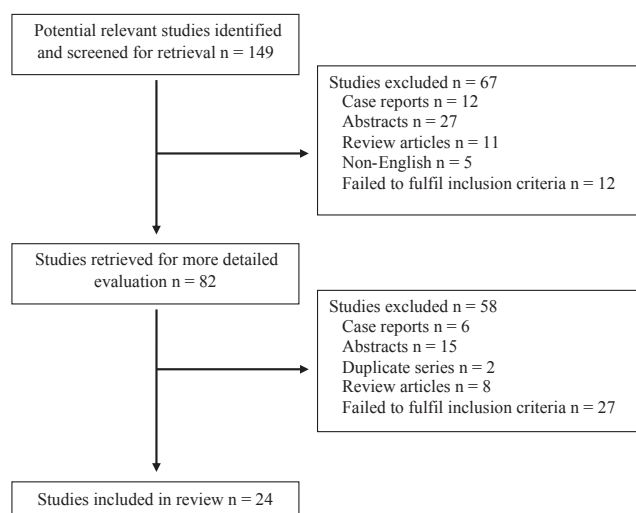 Potential relevant studies identified
and screened for retrieval n = 149
Studies excluded n = 67
Case reports n = 12
Abstracts n = 27
Review articles n = 11
Non-English n = 5
Failed to fulfil inclusion criteria n = 12
Studies retrieved for more detailed
evaluation n = 82
Studies excluded n = 58
Case reports n = 6
Abstracts n = 15
Duplicate series n = 2
Review articles n = 8
Failed to fulfil inclusion criteria n = 27
Studies included in review n = 24